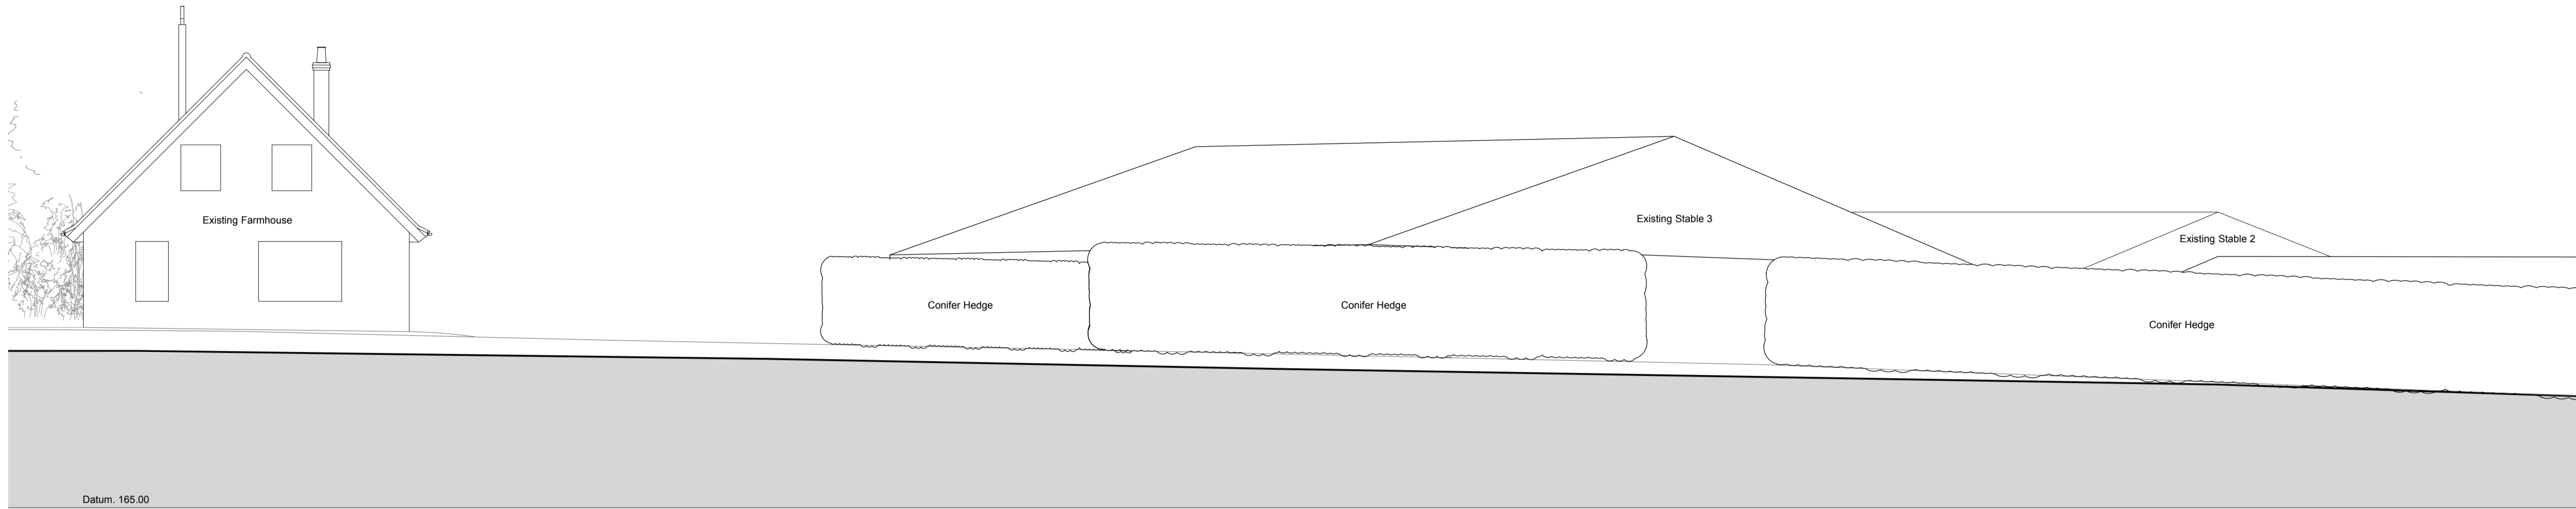 Existing Farmhouse
Conifer Hedge
Conifer Hedge
Existing Stable 3
Existing Stable 2
Conifer Hedge
Datum. 165.00